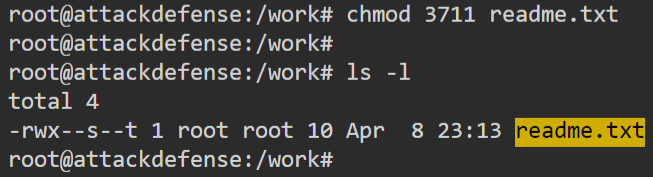 root@attackdefense:/work# chmod 3711 readme.txt
root@attackdefense:/work#
root@attackdefense:/work# ls -l
total 4
-rwx--s--t 1 root root 10 Apr  8 23:13 readme.txt
root@attackdefense:/work#